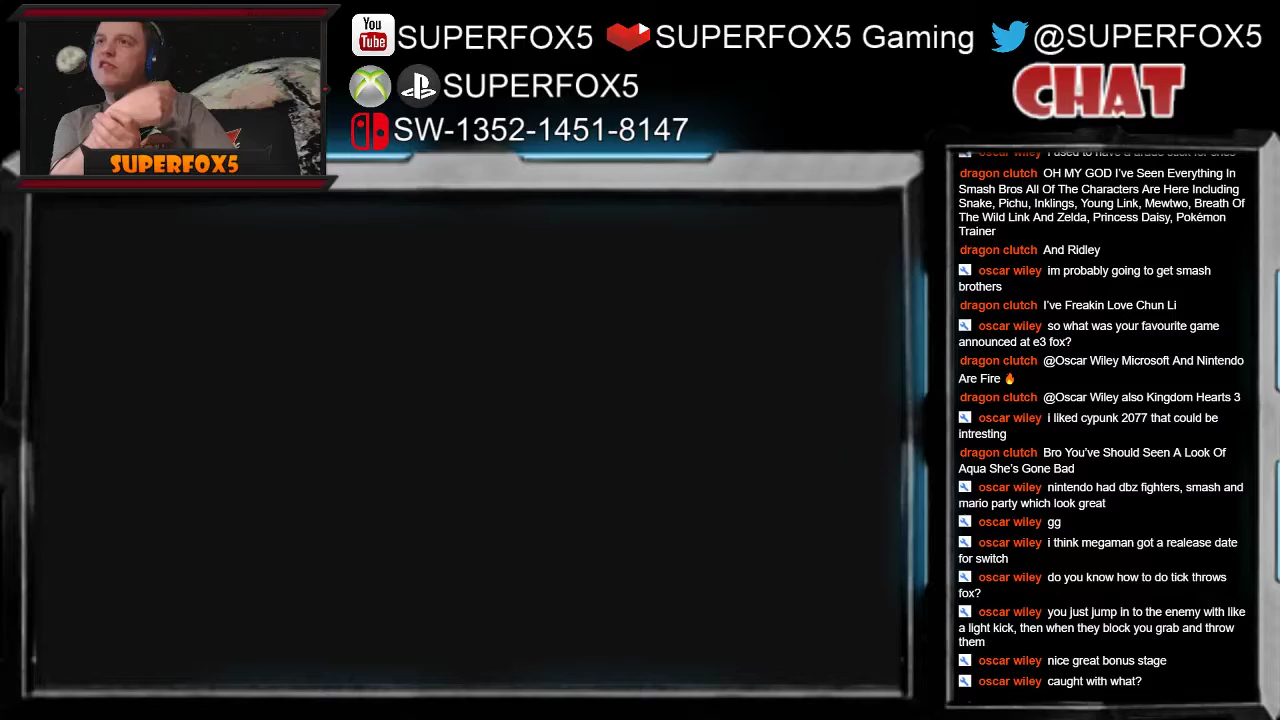 You
Tube
SUPERFOX5
SUPERFOX5 Gaming
@SUPERFOX5
SUPERFOX5
SW-1352-1451-8147
CHAT
SUPERFOX5
oscar wiley
dragon clutch OH MY GOD I've Seen Everything In
Smash Bros All Of The Characters Are Here Including
Snake, Pichu, Inklings, Young Link, Mewtwo, Breath Of
The Wild Link And Zelda, Princess Daisy, Pokémon
Trainer
dragon clutch And Ridley
oscar wiley im probably going to get smash
brothers
dragon clutch I've Freakin Love Chun Li
oscar wiley so what was your favourite game
announced at e3 fox?
dragon clutch @Oscar Wiley Microsoft And Nintendo
Are Fire 🔥
dragon clutch @Oscar Wiley also Kingdom Hearts 3
oscar wiley i liked cypunk 2077 that could be
intresting
dragon clutch Bro You've Should Seen A Look Of
Aqua She's Gone Bad
oscar wiley nintendo had dbz fighters, smash and
mario party which look great
oscar wiley gg
oscar wiley i think megaman got a realease date
for switch
oscar wiley do you know how to do tick throws
fox?
oscar wiley you just jump in to the enemy with like
a light kick, then when they block you grab and throw
them
oscar wiley nice great bonus stage
oscar wiley caught with what?